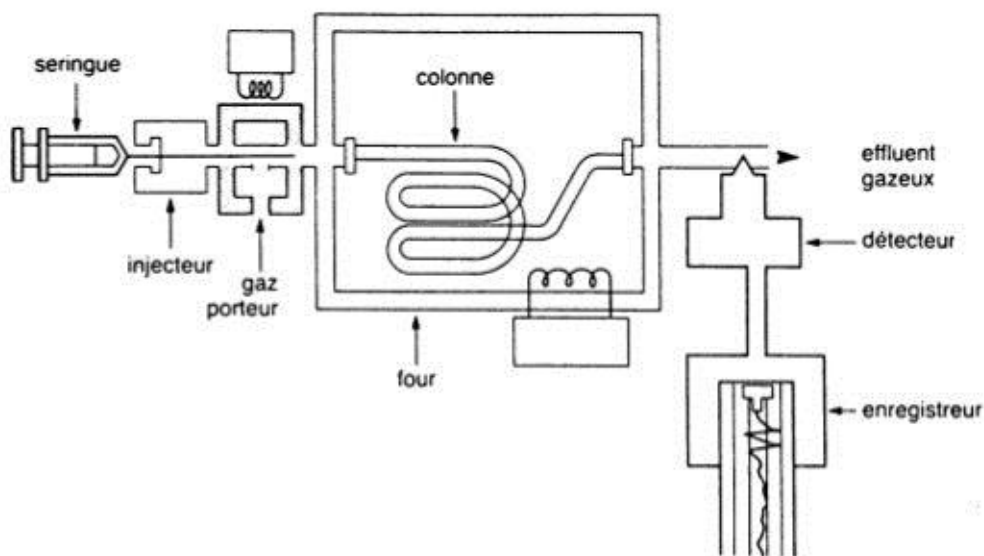 seringue
colonne
effluent
gazeux
détecteur
injecteur
gaz
porteur
four
enregistreur